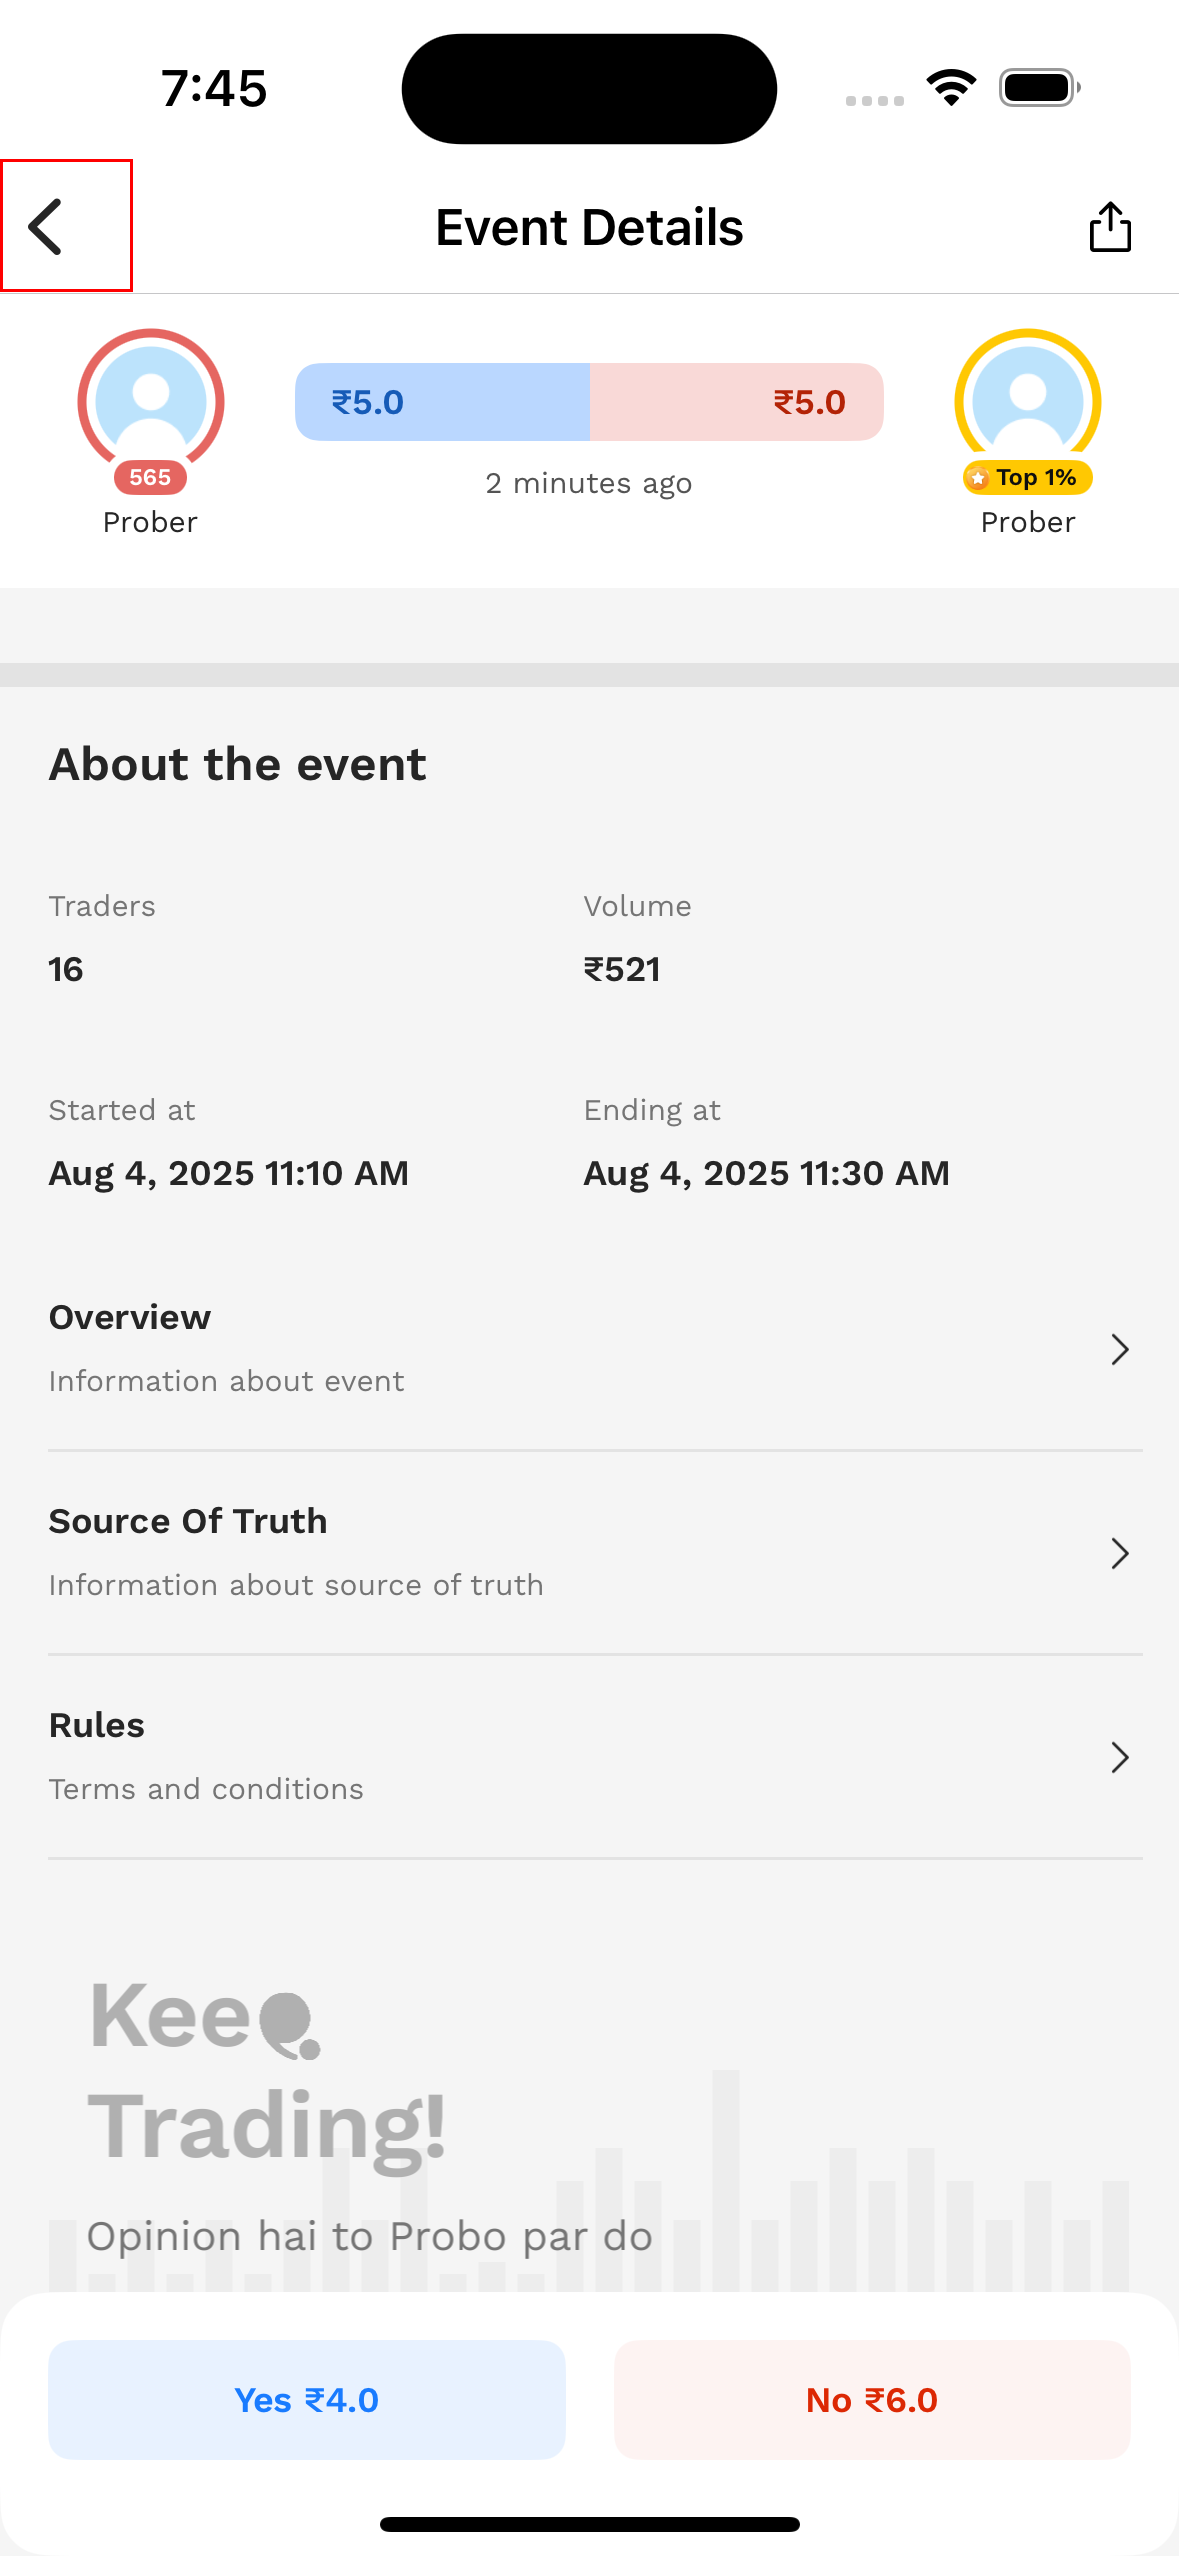 7:45
Event Details
₹5.0 ₹5.0
565
Top 1%
2 minutes ago
Prober
Prober
About the event
Traders Volume
16 ₹521
Started at Ending at
Aug 4, 2025 11:10 AM Aug 4, 2025 11:30 AM
Overview
Information about event
Source Of Truth
Information about source of truth
Rules
Terms and conditions
Keep
Trading!
Opinion hai to Probo par do
Yes ₹4.0 No ₹6.0